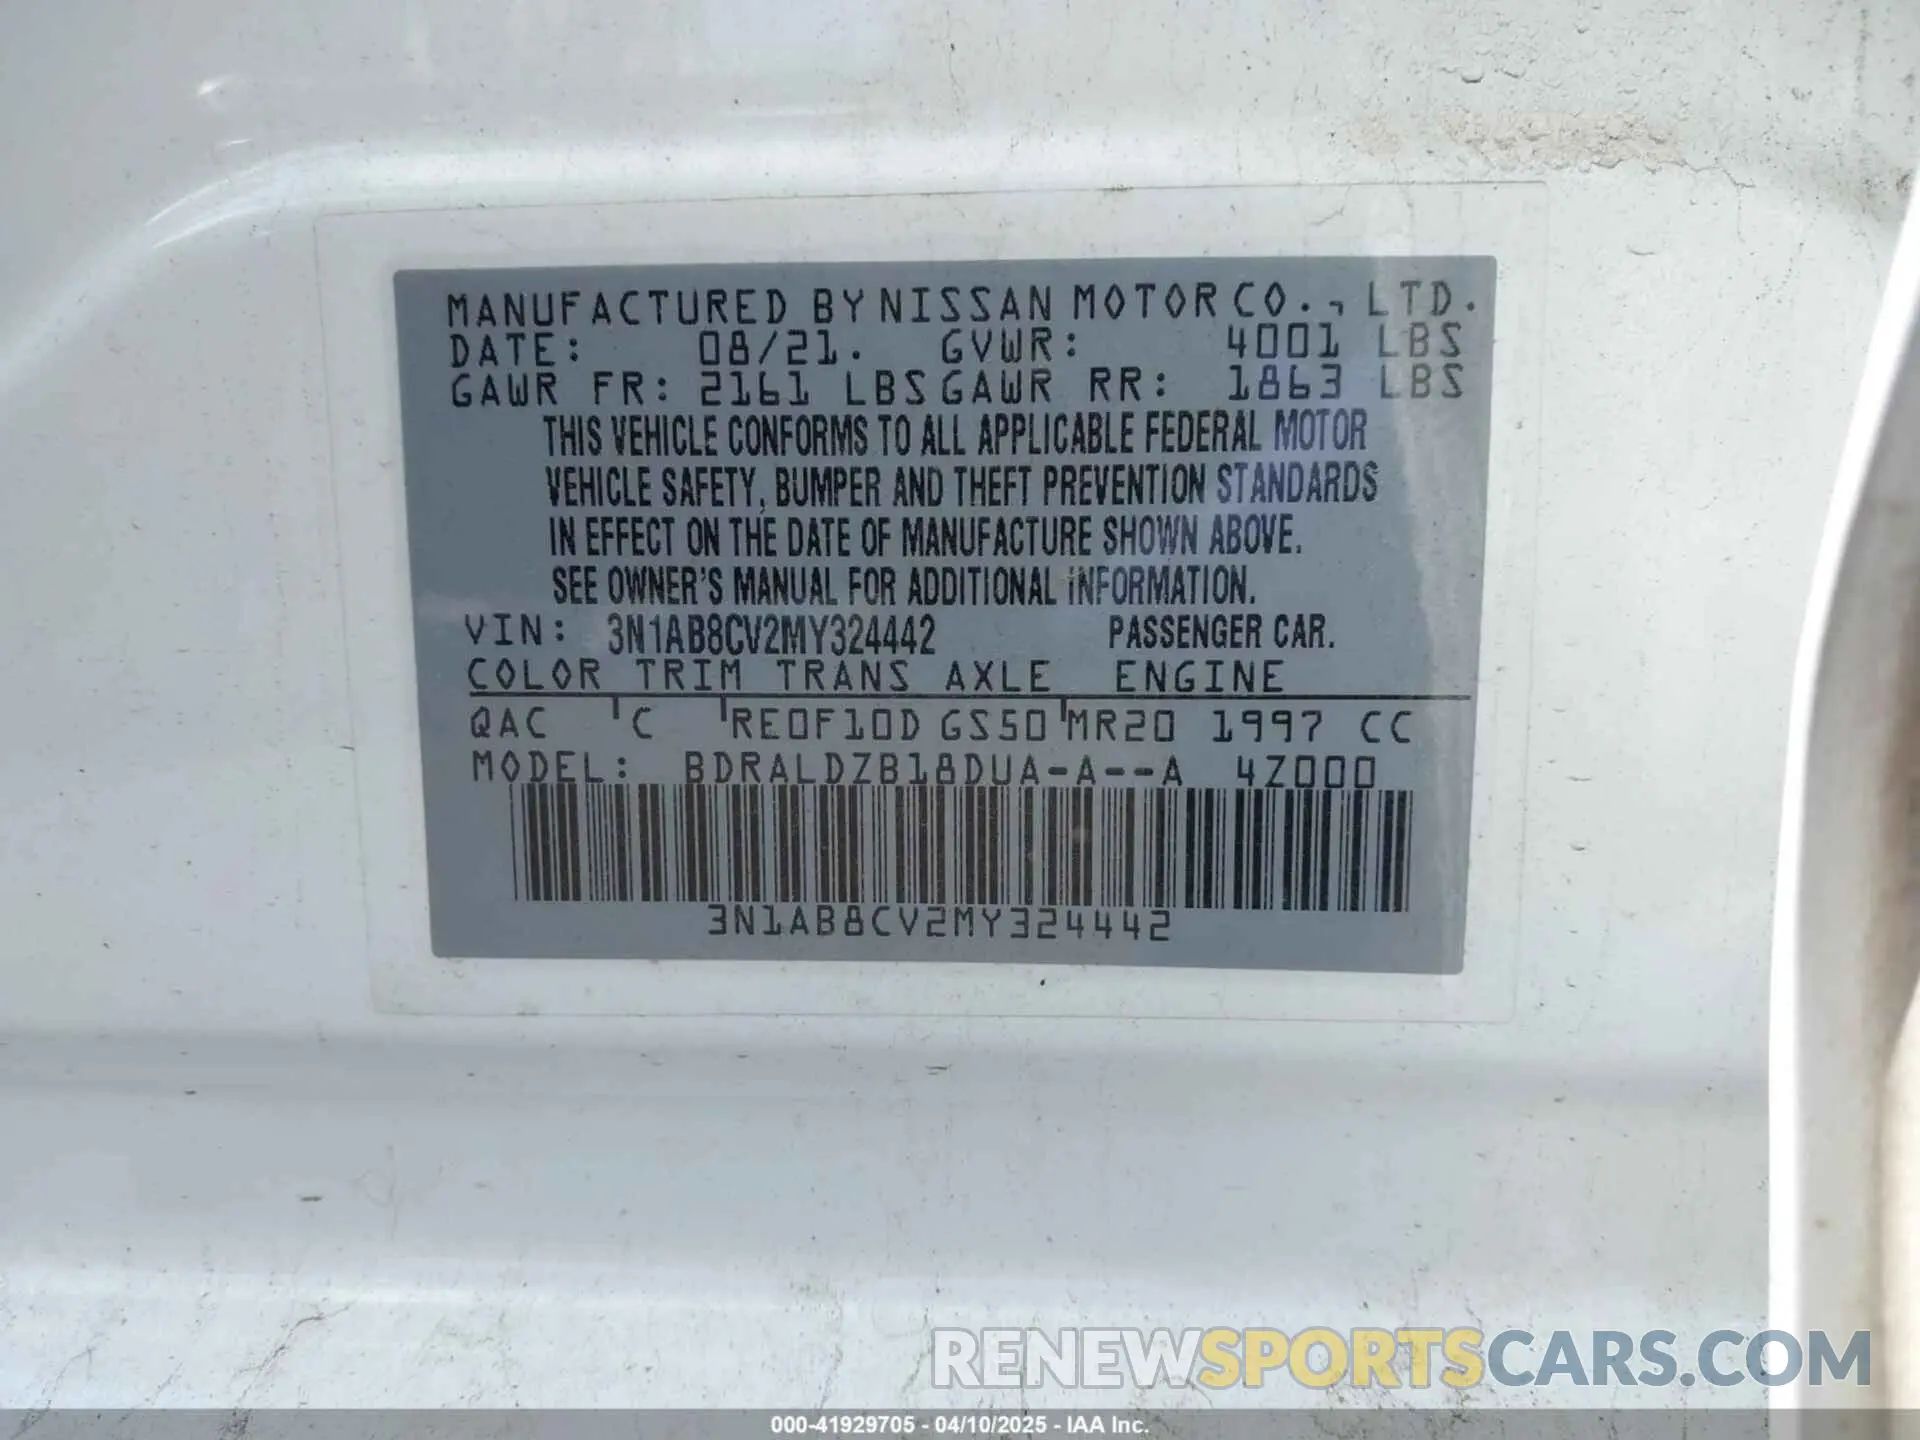 MANUFACTURED BY NISSAN MOTOR CO., LTD.
DATE: 08/21. GVWR: 4001 LBS
GAWR FR: 2161 LBS GAWR RR: 1863 LBS
THIS VEHICLE CONFORMS TO ALL APPLICABLE FEDERAL MOTOR
VEHICLE SAFETY, BUMPER AND THEFT PREVENTION STANDARDS
IN EFFECT ON THE DATE OF MANUFACTURE SHOWN ABOVE.
SEE OWNER'S MANUAL FOR ADDITIONAL INFORMATION.
VIN: 3N1AB8CV2MY324442 PASSENGER CAR.
COLOR TRIM TRANS AXLE ENGINE
QAC C RE0F10D GS50 MR20 1997 CC
MODEL: BDRALDZB18DUA-A--A 4Z000
3N1AB8CV2MY324442
RENEWSPORTSCARS.COM
000-41929705 - 04/10/2025 - IAA Inc.